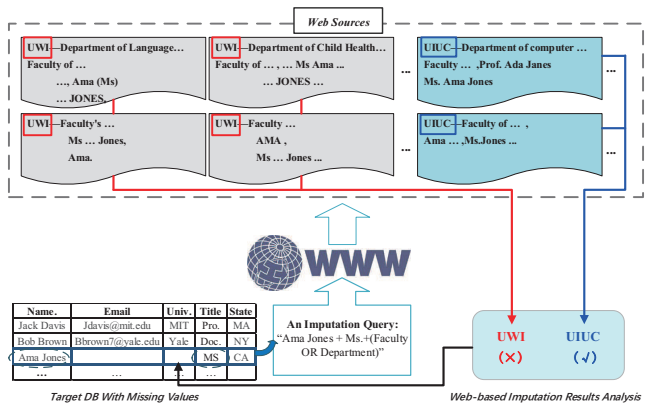 Web Sources
UWI—Department of Language…
Faculty of …
…, Ama (Ms)
… JONES,
UWI—Department of Child Health…
Faculty of … , … Ms Ama ...
… JONES …
...
UIUC—Department of computer …
Faculty … ,Prof. Ada Janes
Ms. Ama Jones
...
UWI—Faculty's …
Ms … Jones,
Ama.
UWI—Faculty …
AMA ,
Ms … Jones ...
...
UIUC—Faculty of … ,
Ama … ,Ms.Jones ...
...
WWW
Name. Email Univ. Title State
Jack Davis Jdavis@mit.edu MIT Pro. MA
Bob Brown Bbrown7@yale.edu Yale Doc. NY
Ama Jones MS CA
… … … …
An Imputation Query:
“Ama Jones + Ms.+(Faculty
OR Department)”
UWI UIUC
(×) (√)
Target DB With Missing Values
Web-based Imputation Results Analysis